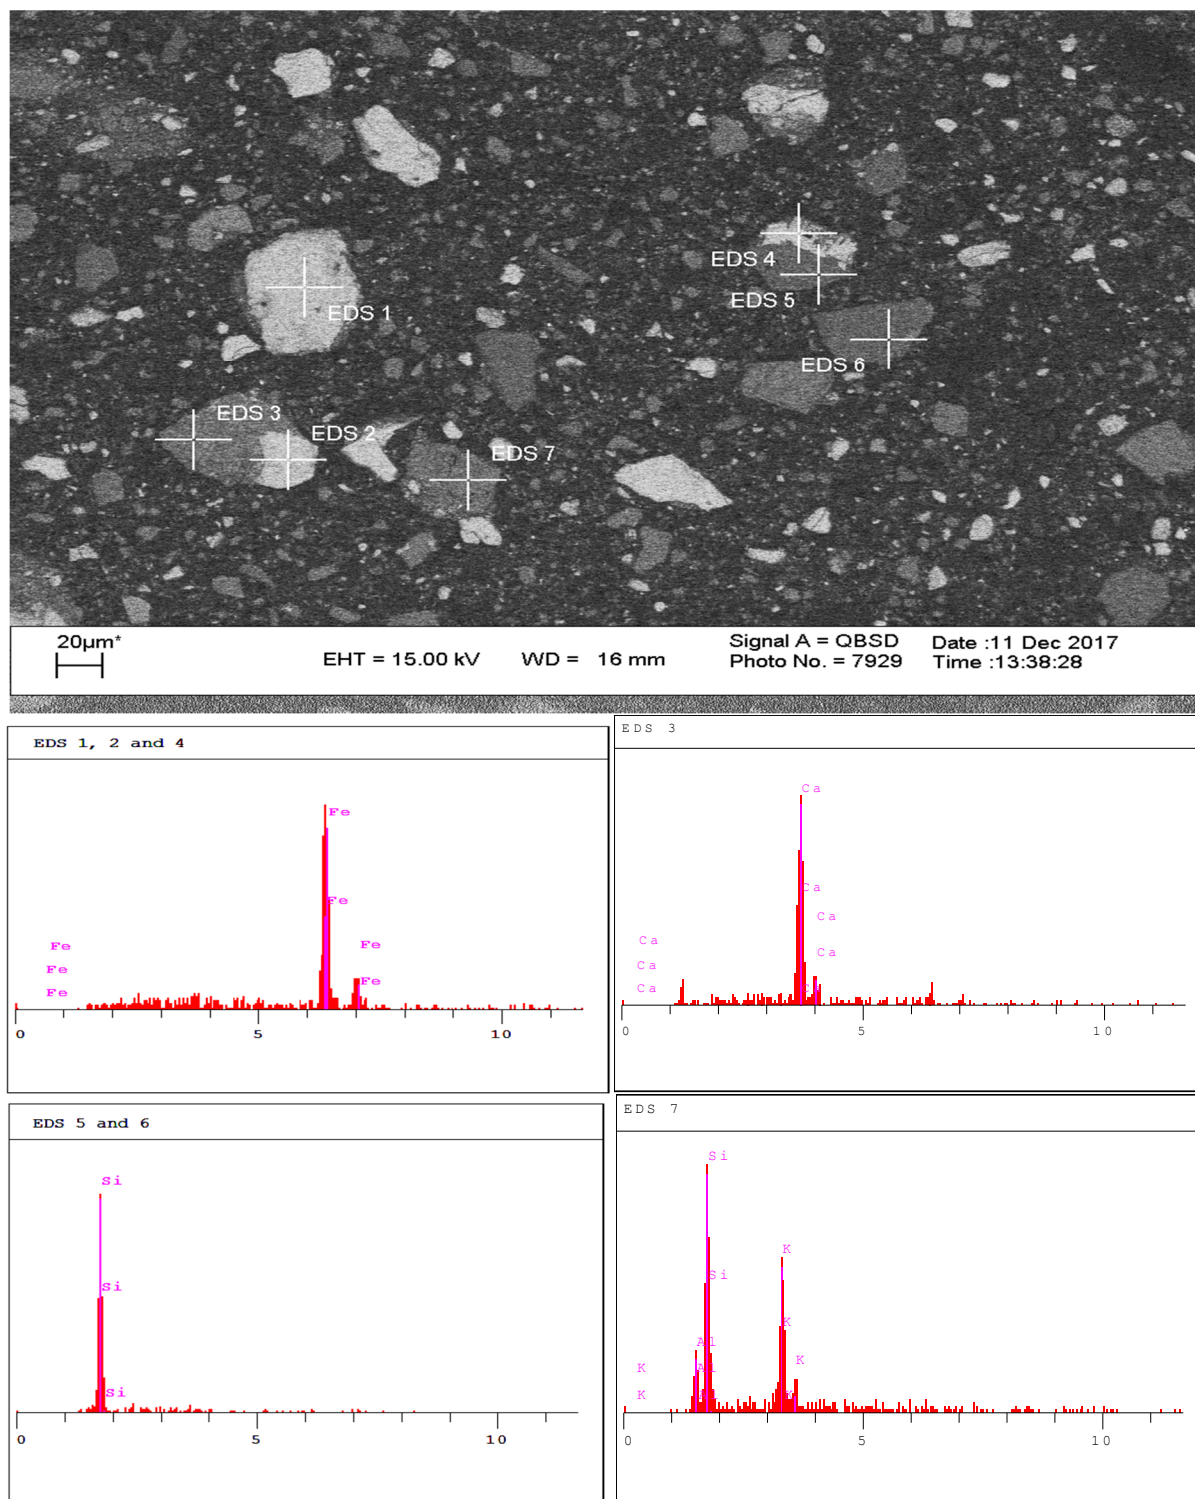 EDS 4
EDS 5
EDS 1
EDS 6
EDS 3
EDS 2
EDS 7
20µm*
EHT = 15.00 kV WD = 16 mm
Signal A = QBSD Date :11 Dec 2017
Photo No. = 7929 Time :13:38:28
EDS 1, 2 and 4
Fe
Fe
Fe Fe
Fe Fe
Fe
0 5 10
EDS 3
Ca
Ca
Ca
Ca
Ca
Ca
Ca
0 5 10
EDS 5 and 6
Si
Si
Si
0 5 10
EDS 7
Si
K
Si
K
Al
K
K
Al
K
K
0 5 10